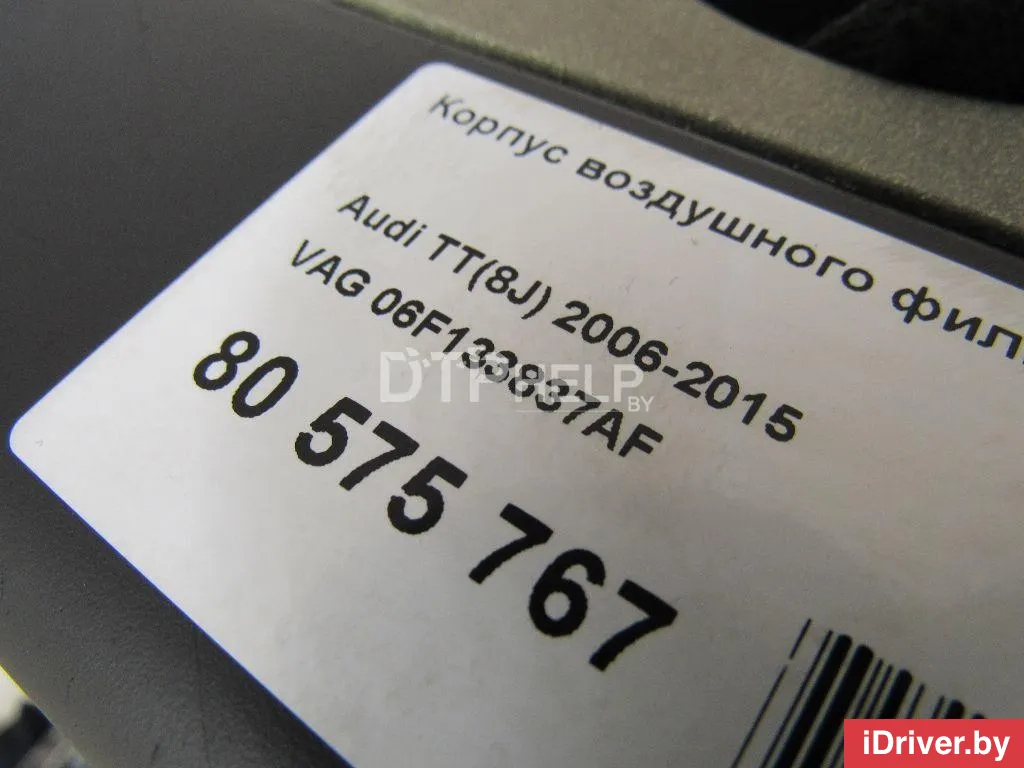 Корпус воздушного фил
Audi TT(8J) 2006-2015
VAG 06F133837AF
80 575 767
DTPHELP
BY
iDriver.by